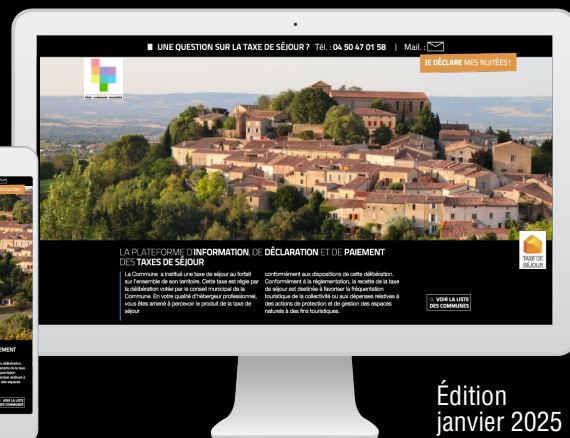 UNE QUESTION SUR LA TAXE DE SÉJOUR ? Tél. : 04 50 47 01 58 | Mail. :
JE DÉCLARE MES NUITÉES !
LA PLATEFORME D'INFORMATION, DE DÉCLARATION ET DE PAIEMENT
DES TAXES DE SÉJOUR
La Commune a institué une taxe de séjour au forfait
sur l'ensemble de son territoire. Cette taxe est régie par
la délibération votée par le conseil municipal de la
Commune. En votre qualité d'hébergeur professionnel,
vous êtes amené à percevoir le produit de la taxe de
séjour
conformément aux dispositions de cette délibération.
Conformément à la réglementation, la recette de la taxe
de séjour est destinée à favoriser la fréquentation
touristique de la collectivité ou aux dépenses relatives à
des actions de protection et de gestion des espaces
naturels à des fins touristiques.
TAXE DE
SÉJOUR
VOIR LA LISTE
DES COMMUNES
EMENT
VOIR LA LISTE
DES COMMUNES
Édition
janvier 2025